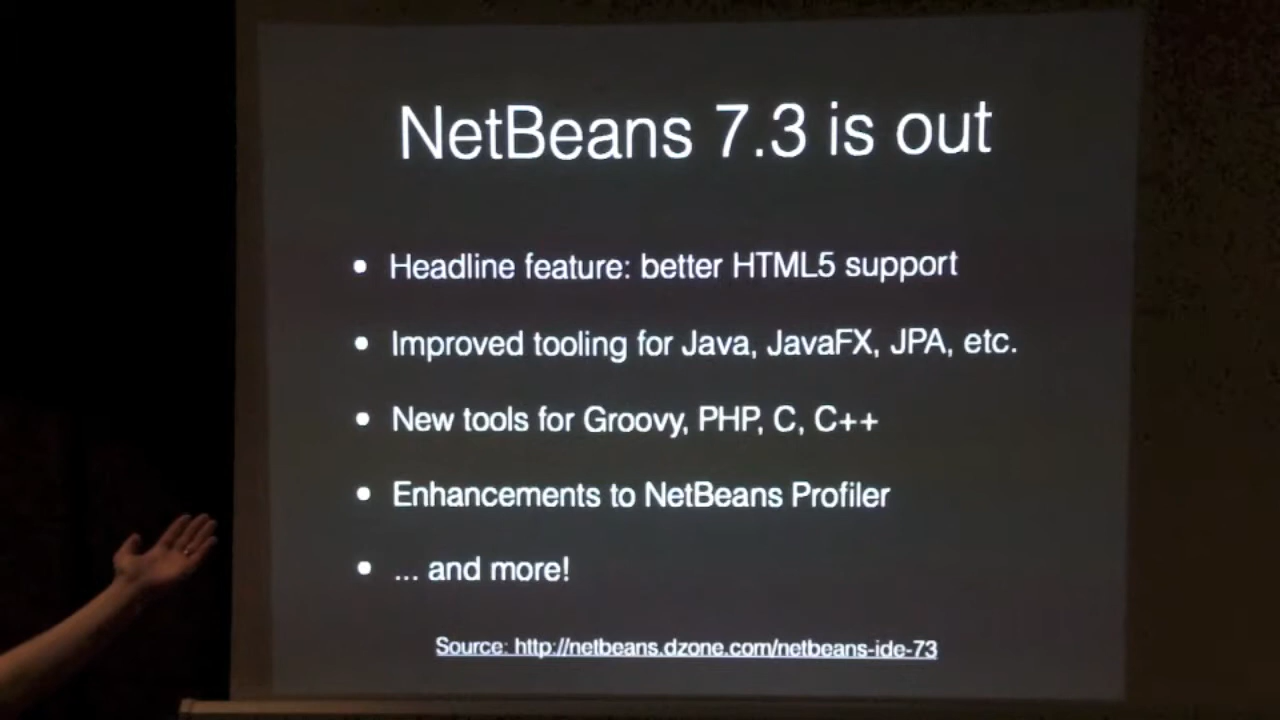 NetBeans 7.3 is out
• Headline feature: better HTML5 support
• Improved tooling for Java, JavaFX, JPA, etc.
• New tools for Groovy, PHP, C, C++
• Enhancements to NetBeans Profiler
• ... and more!
Source: http://netbeans.dzone.com/netbeans-ide-73